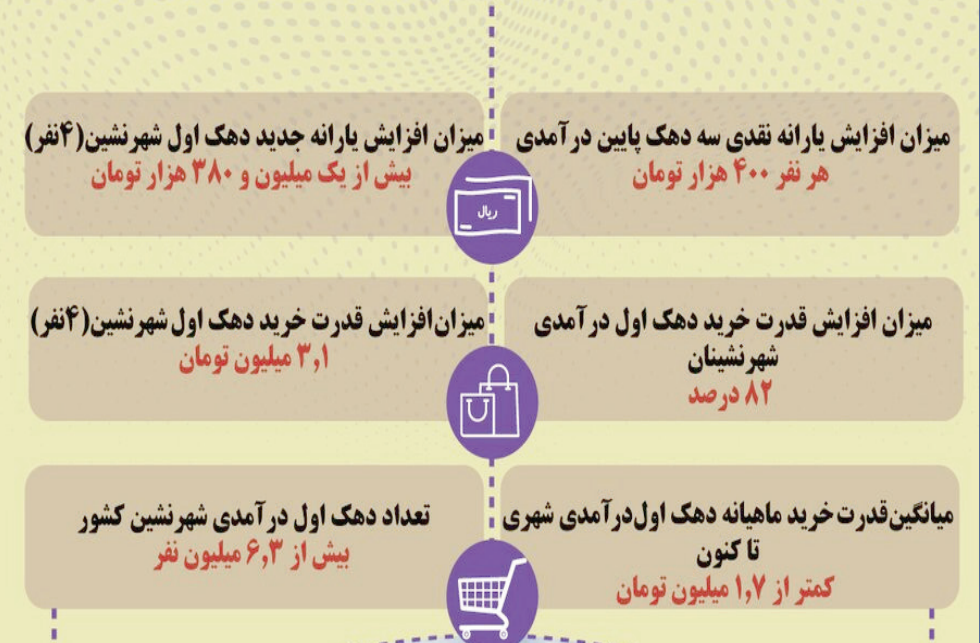 میزان افزایش یارانه نقدی سه دهک پایین درآمدی
هر نفر ۴۰۰ هزار تومان
میزان افزایش یارانه جدید دهک اول شهرنشین(۴نفر)
بیش از یک میلیون و ۳۸۰ هزار تومان
ریال
میزان افزایش قدرت خرید دهک اول درآمدی
شهرنشینان
۸۲ درصد
میزان‌افزایش قدرت خرید دهک اول شهرنشین(۴نفر)
۳,۱ میلیون تومان
میانگین‌قدرت خرید ماهیانه دهک اول‌درآمدی شهری
تا کنون
کمتر از ۱,۷ میلیون تومان
تعداد دهک اول درآمدی شهرنشین کشور
بیش از ۶,۳ میلیون نفر